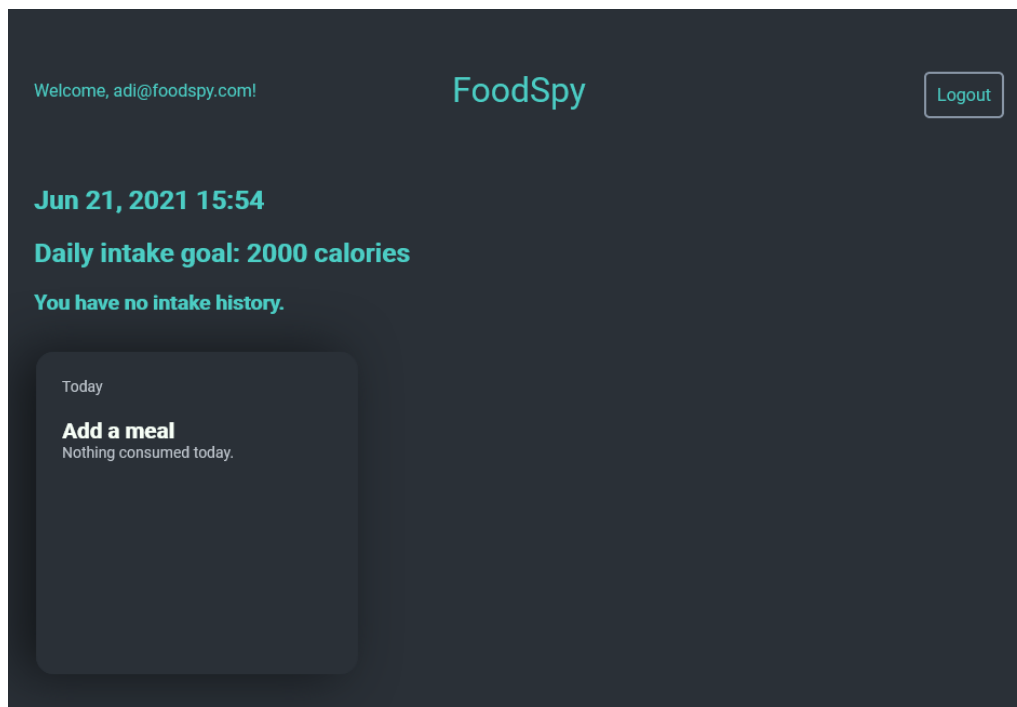 Welcome, adi@foodspy.com!
FoodSpy
Logout
Jun 21, 2021 15:54
Daily intake goal: 2000 calories
You have no intake history.
Today
Add a meal
Nothing consumed today.